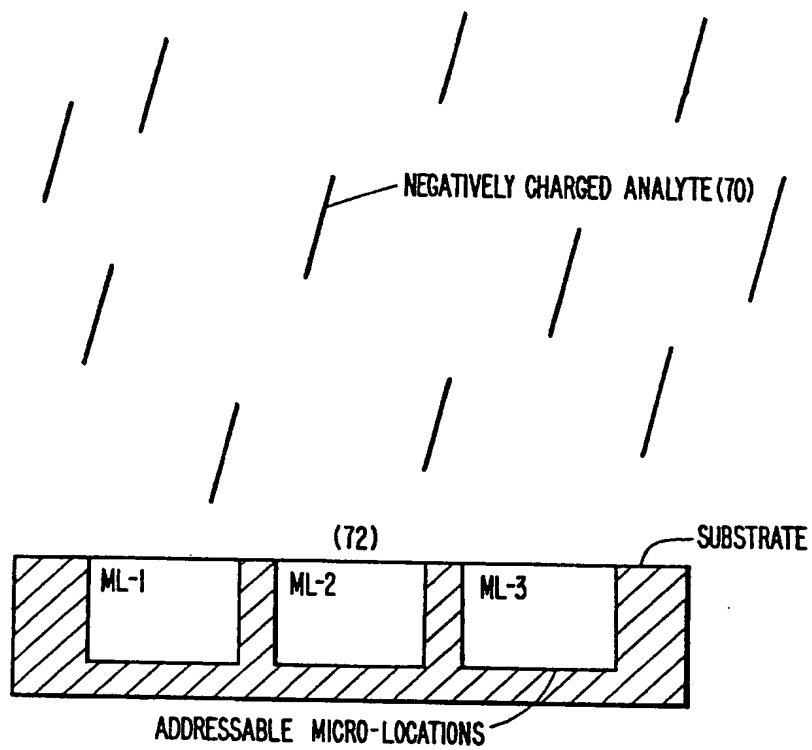 NEGATIVELY CHARGED ANALYTE (70)
(72)
SUBSTRATE
ML-1
ML-2
ML-3
ADDRESSABLE MICRO-LOCATIONS